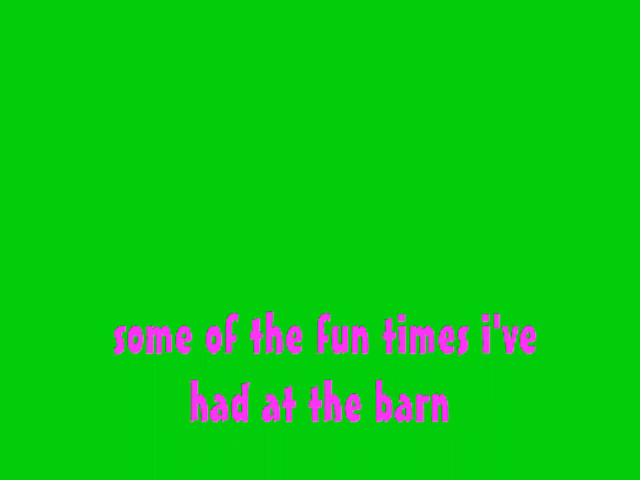 some of the fun times i've
had at the barn